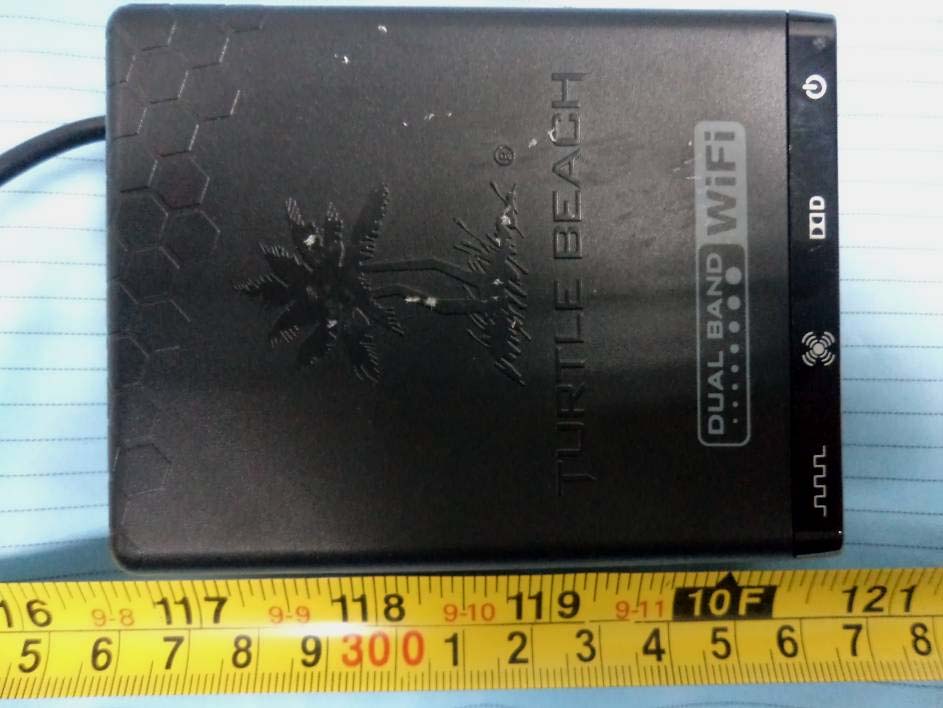 TURTLE BEACH
®
DUAL BAND WiFi
16 9-8 117 9-9 118 9-10 119 9-11 10F 121
5 6 7 8 9 300 1 2 3 4 5 6 7 8